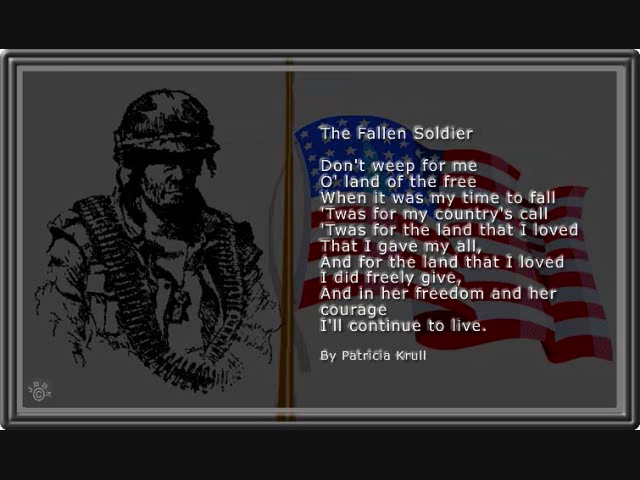 The Fallen Soldier
Don't weep for me
O' land of the free
When it was my time to fall
'Twas for my country's call
'Twas for the land that I loved
That I gave my all,
And for the land that I loved
I did freely give,
And in her freedom and her
courage
I'll continue to live.
By Patricia Krull